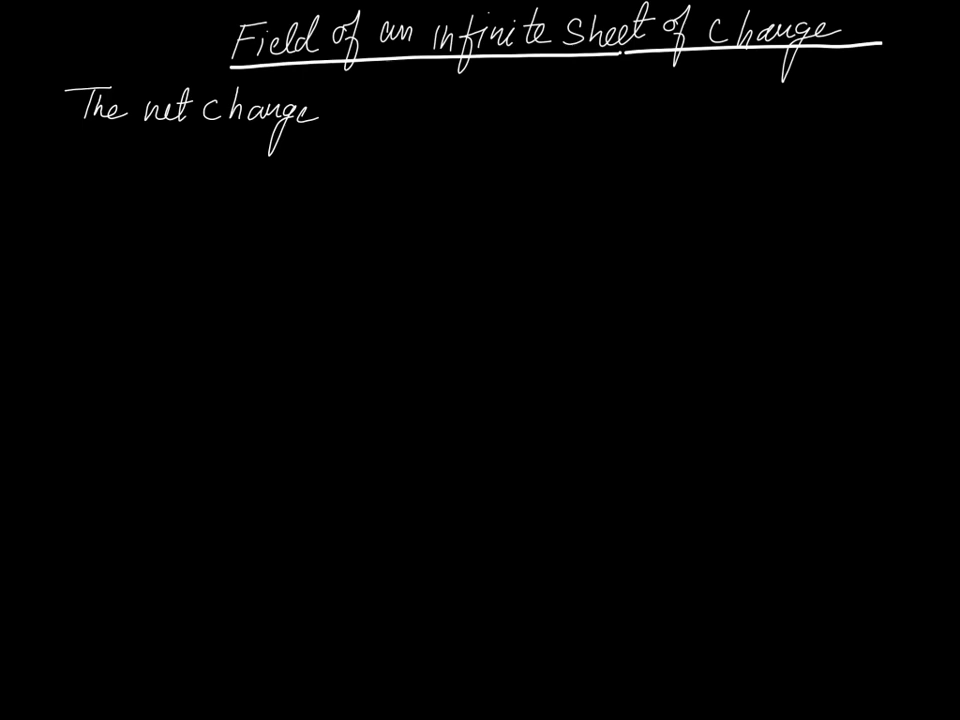 Field of an infinite sheet of charge
The net charge